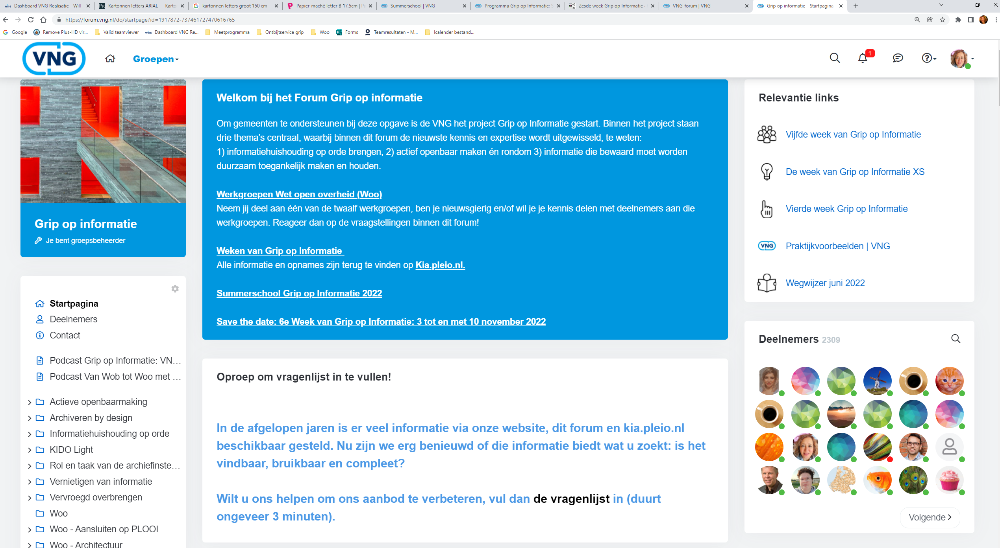 Dashboard VNG Realisatie - Will-
Kartonnen letters ARIAL — Karto
kartonnen letters groot 150 cm -
Papier-maché letter B 17,5cm | Pa
Summerschool | VNG
Programma Grip op Informatie: S
Zesde week Grip op Informatie -
VNG-forum | VNG
Grip op informatie - Startpagina
https://forum.vng.nl/do/startpage?id=1917872-737461727470616765
Google
Remove Plus-HD vir...
Valid teamviewer
Dashboard VNG Re...
Meetprogramma
Ontbijtservice grip
Woo
Forms
Teamresultaten - M...
Icalender bestand...
VNG
Groepen
1
Grip op informatie
Je bent groepsbeheerder
Startpagina
Deelnemers
Contact
Podcast Grip op Informatie: VN...
Podcast Van Wob tot Woo met ...
Actieve openbaarmaking
Archiveren by design
Informatiehuishouding op orde
KIDO Light
Rol en taak van de archiefinste...
Vernietigen van informatie
Vervroegd overbrengen
Woo
Woo - Aansluiten op PLOOI
Woo - Architectuur
Welkom bij het Forum Grip op informatie
Om gemeenten te ondersteunen bij deze opgave is de VNG het project Grip op Informatie gestart. Binnen het project staan
drie thema's centraal, waarbij binnen dit forum de nieuwste kennis en expertise wordt uitgewisseld, te weten:
1) informatiehuishouding op orde brengen, 2) actief openbaar maken én rondom 3) informatie die bewaard moet worden
duurzaam toegankelijk maken en houden.
Werkgroepen Wet open overheid (Woo)
Neem jij deel aan één van de twaalf werkgroepen, ben je nieuwsgierig en/of wil je je kennis delen met deelnemers aan die
werkgroepen. Reageer dan op de vraagstellingen binnen dit forum!
Weken van Grip op Informatie
Alle informatie en opnames zijn terug te vinden op Kia.pleio.nl.
Summerschool Grip op Informatie 2022
Save the date: 6e Week van Grip op Informatie: 3 tot en met 10 november 2022
Oproep om vragenlijst in te vullen!
In de afgelopen jaren is er veel informatie via onze website, dit forum en kia.pleio.nl
beschikbaar gesteld. Nu zijn we erg benieuwd of die informatie biedt wat u zoekt: is het
vindbaar, bruikbaar en compleet?
Wilt u ons helpen om ons aanbod te verbeteren, vul dan de vragenlijst in (duurt
ongeveer 3 minuten).
Relevantie links
Vijfde week van Grip op Informatie
De week van Grip op Informatie XS
Vierde week Grip op Informatie
VNG
Praktijkvoorbeelden | VNG
Wegwijzer juni 2022
Deelnemers 2309
Volgende